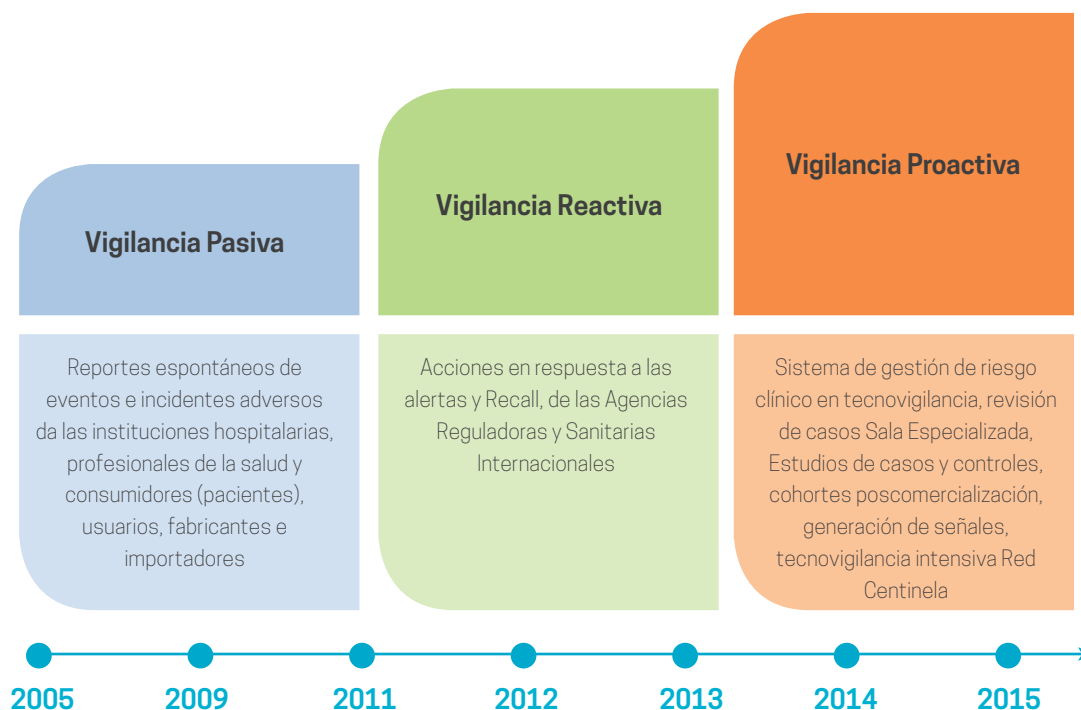 Vigilancia Pasiva
Vigilancia Reactiva
Vigilancia Proactiva
Reportes espontáneos de
eventos e incidentes adversos
da las instituciones hospitalarias,
profesionales de la salud y
consumidores (pacientes),
usuarios, fabricantes e
importadores
Acciones en respuesta a las
alertas y Recall, de las Agencias
Reguladoras y Sanitarias
Internacionales
Sistema de gestión de riesgo
clínico en tecnovigilancia, revisión
de casos Sala Especializada,
Estudios de casos y controles,
cohortes poscomercialización,
generación de señales,
tecnovigilancia intensiva Red
Centinela
2005 2009 2011 2012 2013 2014 2015